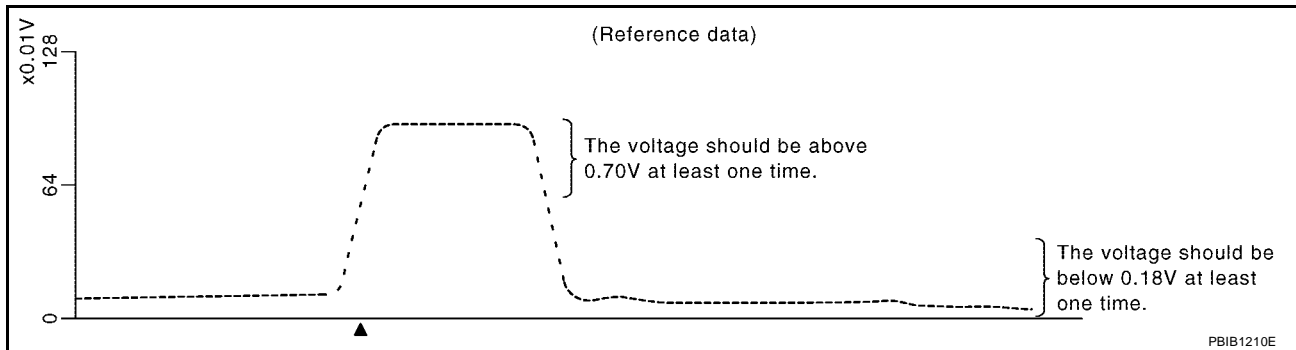 (Reference data)
x0.01V
128
64
0
The voltage should be above
0.70V at least one time.
The voltage should be
below 0.18V at least
one time.
PBIB1210E